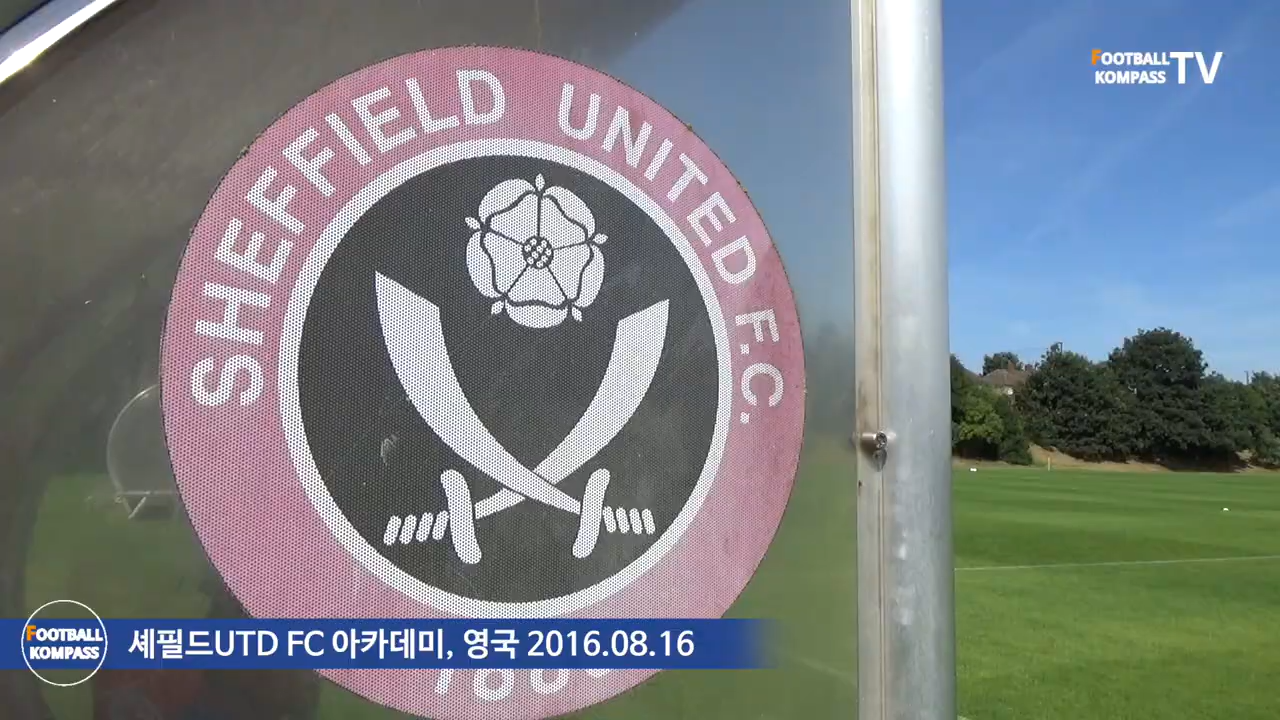 FOOTBALL
KOMPASS TV
SHEFFIELD UNITED F.C.
FOOTBALL
KOMPASS
셰필드UTD FC 아카데미, 영국 2016.08.16